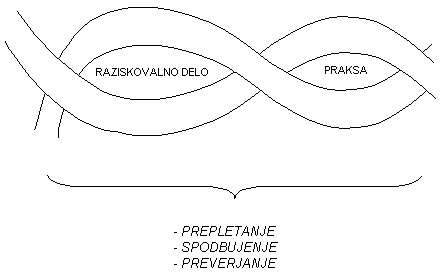 RAZISKOVALNO DELO
PRAKSA
- PREPLETANJE
- SPODBUJENJE
- PREVERJANJE